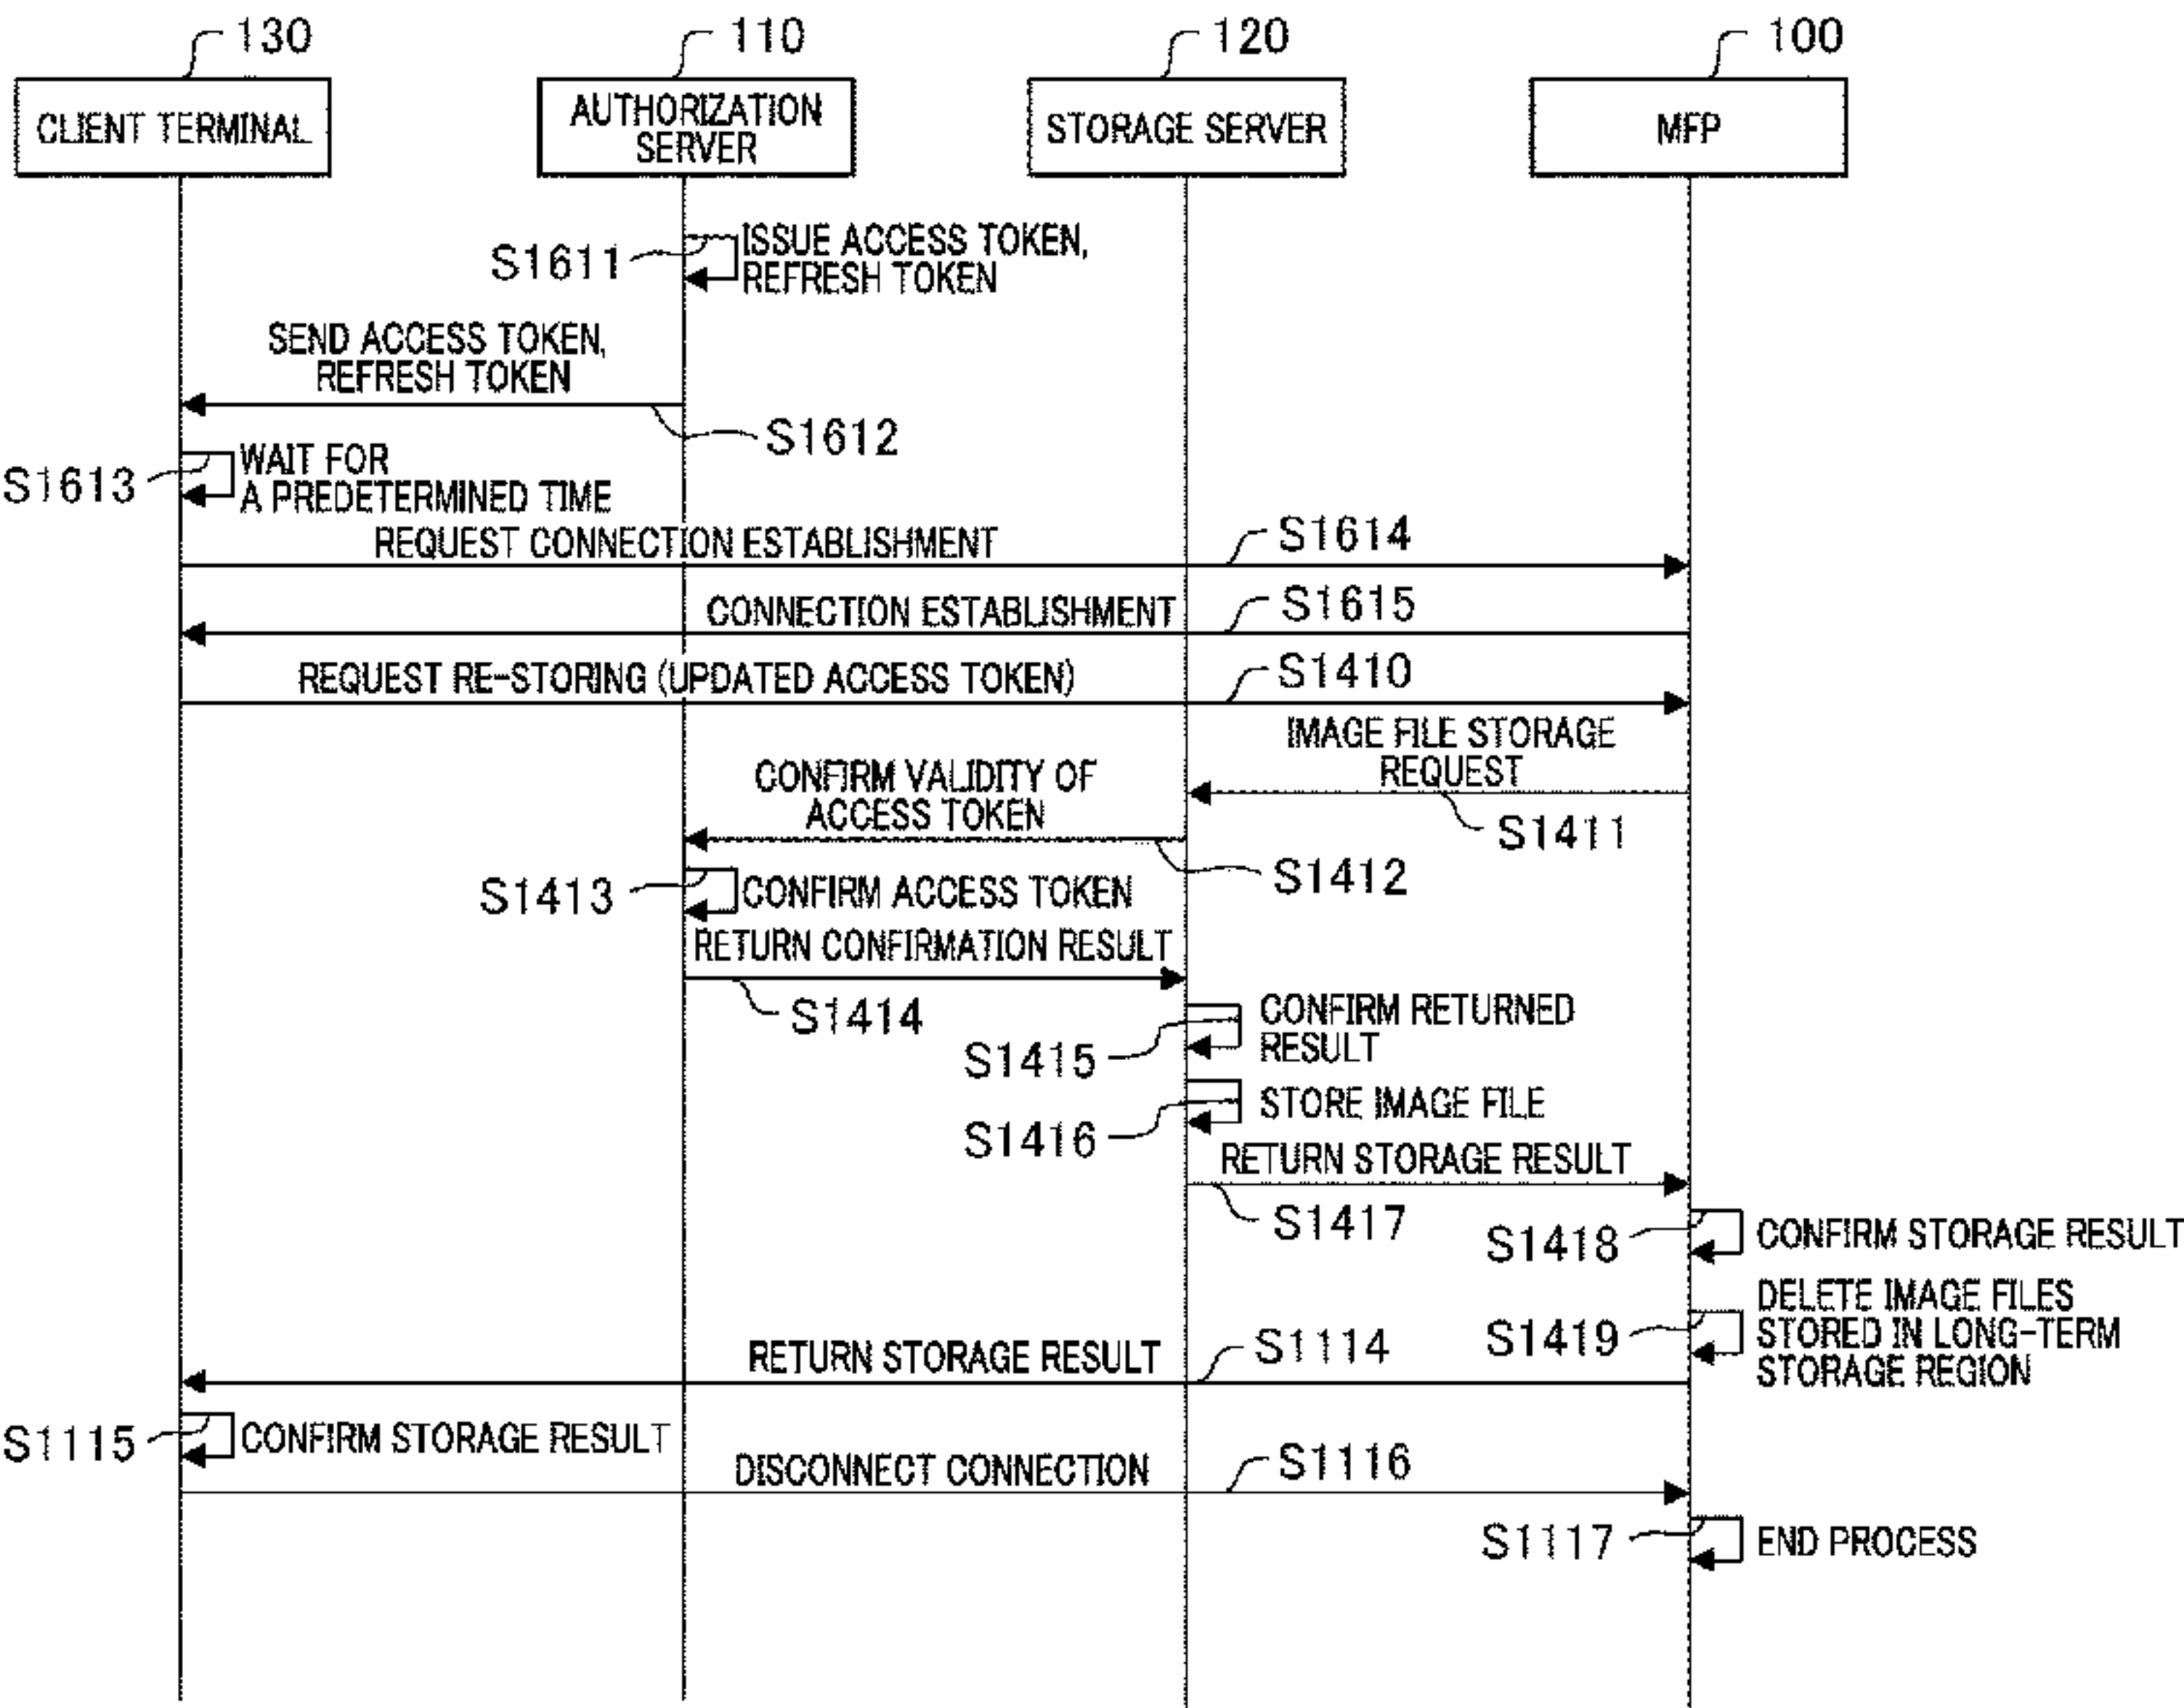 130
110
120
100
CLIENT TERMINAL
AUTHORIZATION
SERVER
STORAGE SERVER
MFP
S1611
ISSUE ACCESS TOKEN,
REFRESH TOKEN
SEND ACCESS TOKEN,
REFRESH TOKEN
S1612
S1613
WAIT FOR
A PREDETERMINED TIME
REQUEST CONNECTION ESTABLISHMENT
S1614
CONNECTION ESTABLISHMENT
S1615
REQUEST RE-STORING (UPDATED ACCESS TOKEN)
S1410
IMAGE FILE STORAGE
REQUEST
S1411
CONFIRM VALIDITY OF
ACCESS TOKEN
S1412
S1413
CONFIRM ACCESS TOKEN
RETURN CONFIRMATION RESULT
S1414
S1415
CONFIRM RETURNED
RESULT
S1416
STORE IMAGE FILE
RETURN STORAGE RESULT
S1417
S1418
CONFIRM STORAGE RESULT
S1419
DELETE IMAGE FILES
STORED IN LONG-TERM
STORAGE REGION
RETURN STORAGE RESULT
S1114
S1115
CONFIRM STORAGE RESULT
DISCONNECT CONNECTION
S1116
S1117
END PROCESS